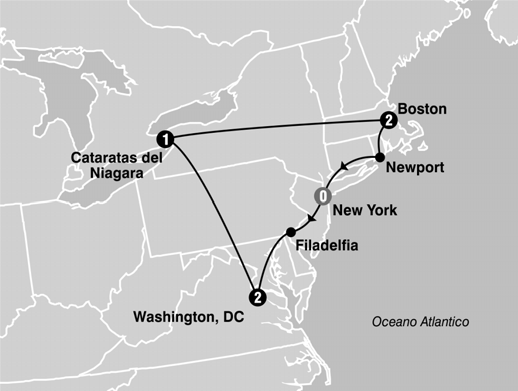 2
Boston
1
Cataratas del
Niagara
Newport
0
New York
Filadelfia
2
Washington, DC
Oceano Atlantico